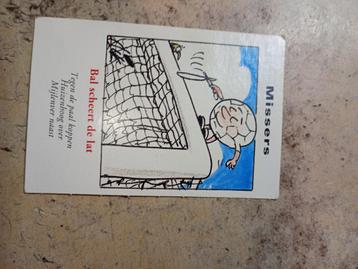 Missers
Bal scheert de lat
Tegen de paal koppen
Huizenhoog over
Mijlenver naast